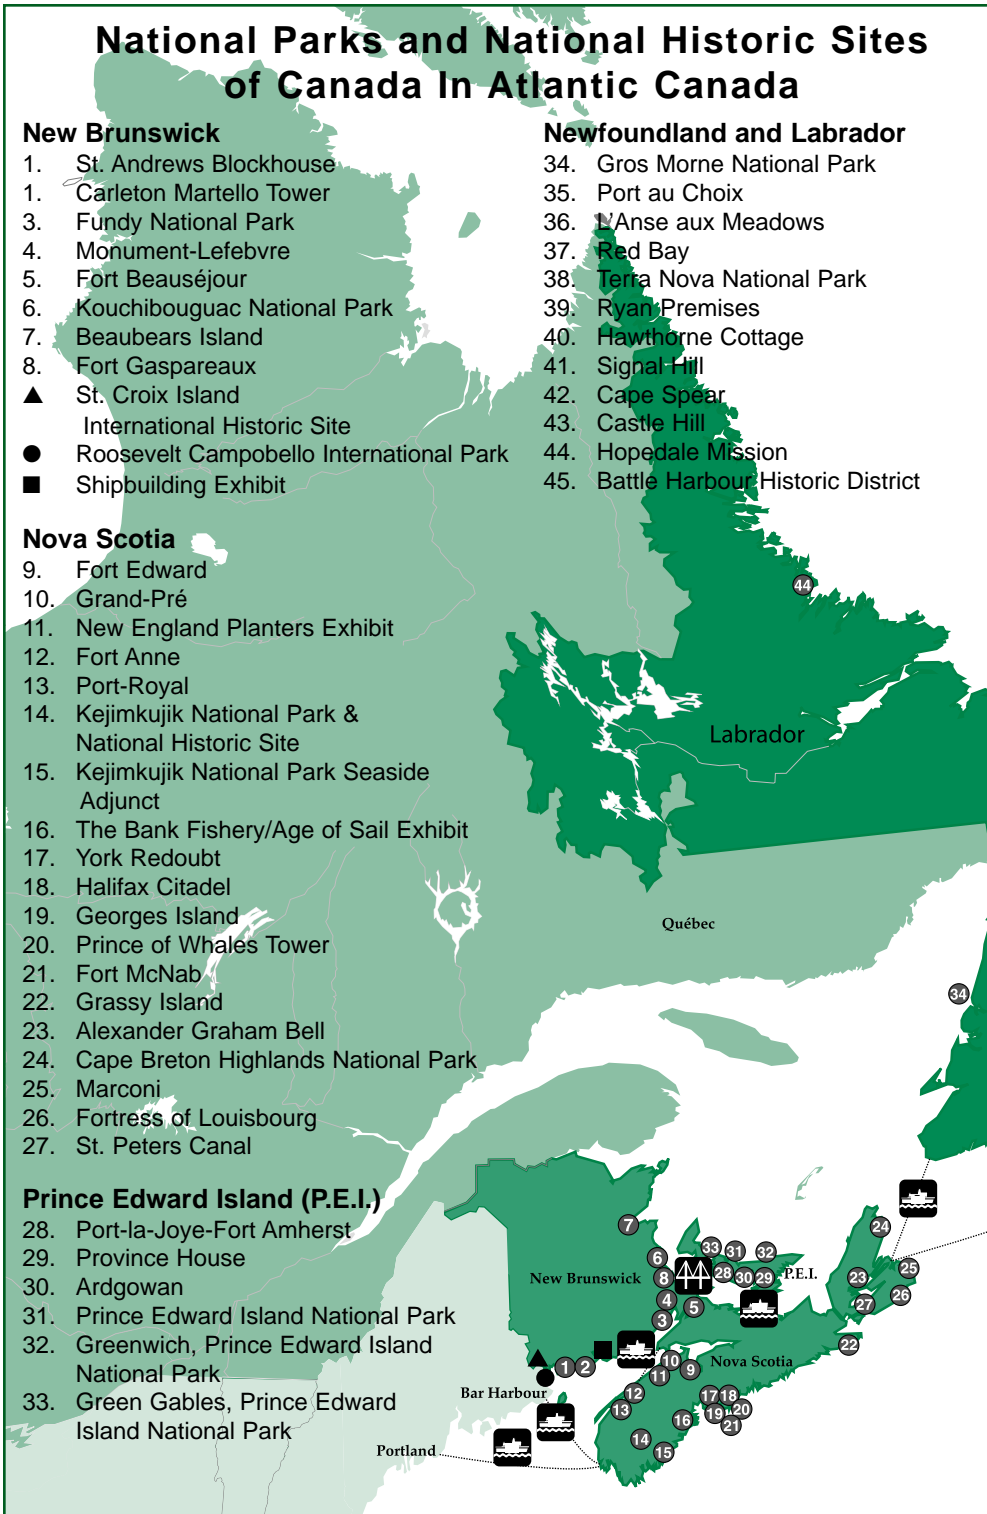 National Parks and National Historic Sites
of Canada In Atlantic Canada
New Brunswick
1. St. Andrews Blockhouse
1. Carleton Martello Tower
3. Fundy National Park
4. Monument-Lefebvre
5. Fort Beauséjour
6. Kouchibouguac National Park
7. Beaubears Island
8. Fort Gaspareaux
▲ St. Croix Island
International Historic Site
● Roosevelt Campobello International Park
■ Shipbuilding Exhibit
Nova Scotia
9. Fort Edward
10. Grand-Pré
11. New England Planters Exhibit
12. Fort Anne
13. Port-Royal
14. Kejimkujik National Park &
National Historic Site
15. Kejimkujik National Park Seaside
Adjunct
16. The Bank Fishery/Age of Sail Exhibit
17. York Redoubt
18. Halifax Citadel
19. Georges Island
20. Prince of Whales Tower
21. Fort McNab
22. Grassy Island
23. Alexander Graham Bell
24. Cape Breton Highlands National Park
25. Marconi
26. Fortress of Louisbourg
27. St. Peters Canal
Prince Edward Island (P.E.I.)
28. Port-la-Joye-Fort Amherst
29. Province House
30. Ardgowan
31. Prince Edward Island National Park
32. Greenwich, Prince Edward Island
National Park
33. Green Gables, Prince Edward
Island National Park
Newfoundland and Labrador
34. Gros Morne National Park
35. Port au Choix
36. L'Anse aux Meadows
37. Red Bay
38. Terra Nova National Park
39. Ryan Premises
40. Hawthorne Cottage
41. Signal Hill
42. Cape Spear
43. Castle Hill
44. Hopedale Mission
45. Battle Harbour Historic District
44
Labrador
Québec
34
7
24
33 31 32
6
New Brunswick 8 28 30 29 P.E.I.
23 25
26
27
4 5
3
22
1 2
10
11 9 Nova Scotia
Bar Harbour
12
13
17 18
19 20
21
16
14
15
Portland